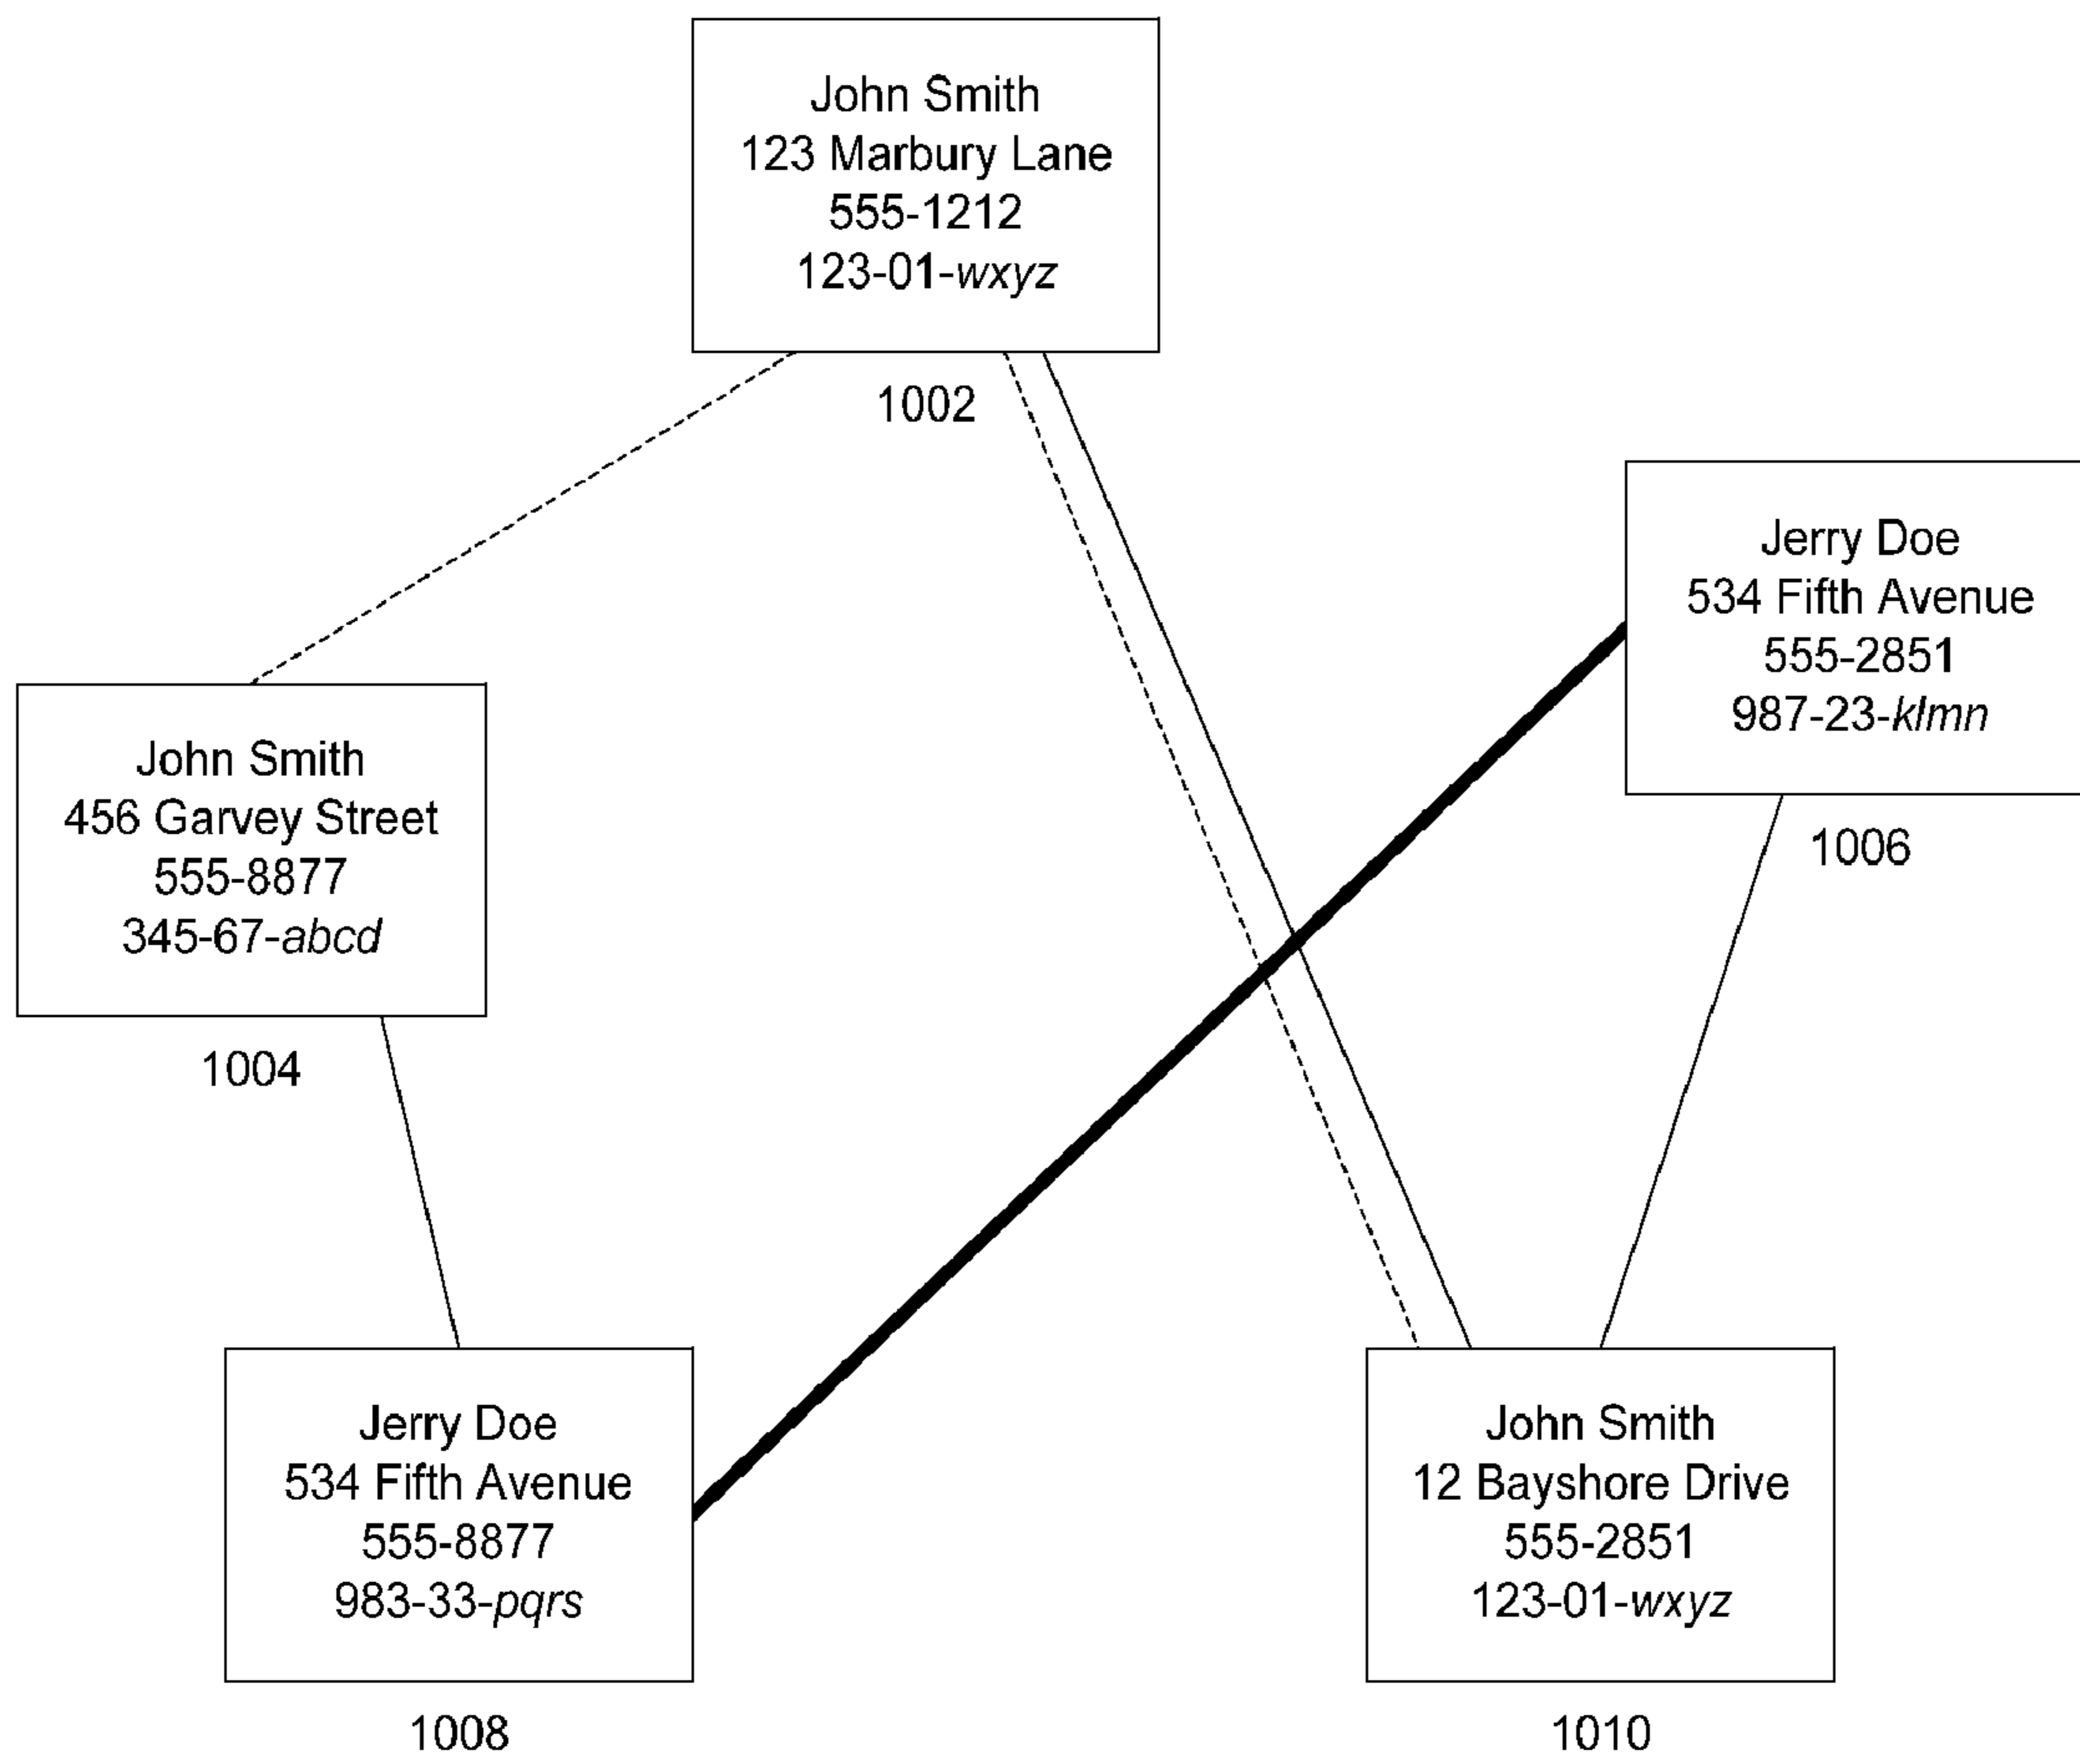 John Smith
123 Marbury Lane
555-1212
123-01-wxyz
1002
Jerry Doe
534 Fifth Avenue
555-2851
987-23-klmn
1006
John Smith
456 Garvey Street
555-8877
345-67-abcd
1004
Jerry Doe
534 Fifth Avenue
555-8877
983-33-pqrs
1008
John Smith
12 Bayshore Drive
555-2851
123-01-wxyz
1010